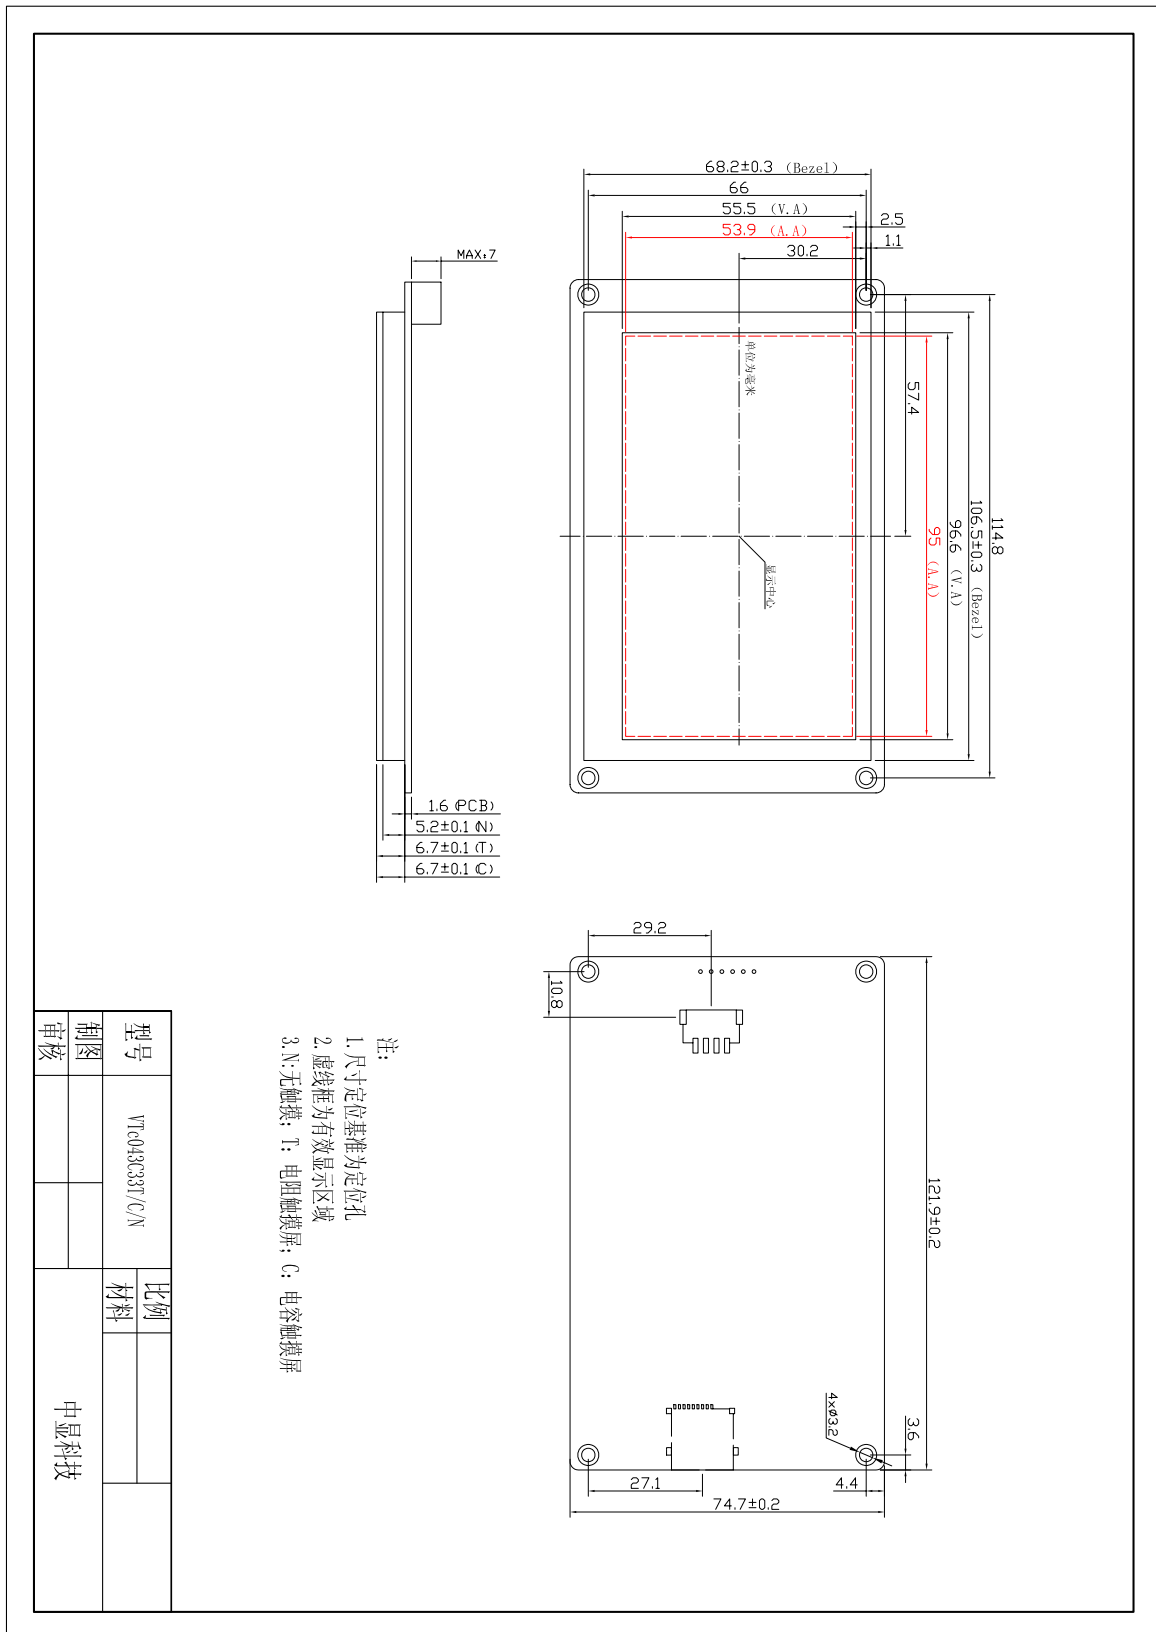 68.2±0.3 (Bezel)
66
55.5 (V.A)
53.9 (A.A)
30.2
2.5
1.1
MAX:7
57.4
114.8
106.5±0.3 (Bezel)
96.6 (V.A)
95 (A.A)
单位为毫米
显示中心
1.6 (PCB)
5.2±0.1 (N)
6.7±0.1 (T)
6.7±0.1 (C)
29.2
10.8
121.9±0.2
4xø3.2
3.6
27.1
4.4
74.7±0.2
注:
1.尺寸定位基准为定位孔
2.虚线框为有效显示区域
3.N:无触摸; T: 电阻触摸屏; C: 电容触摸屏
型号
VTc043C33T/C/N
比例
材料
制图
审核
中显科技